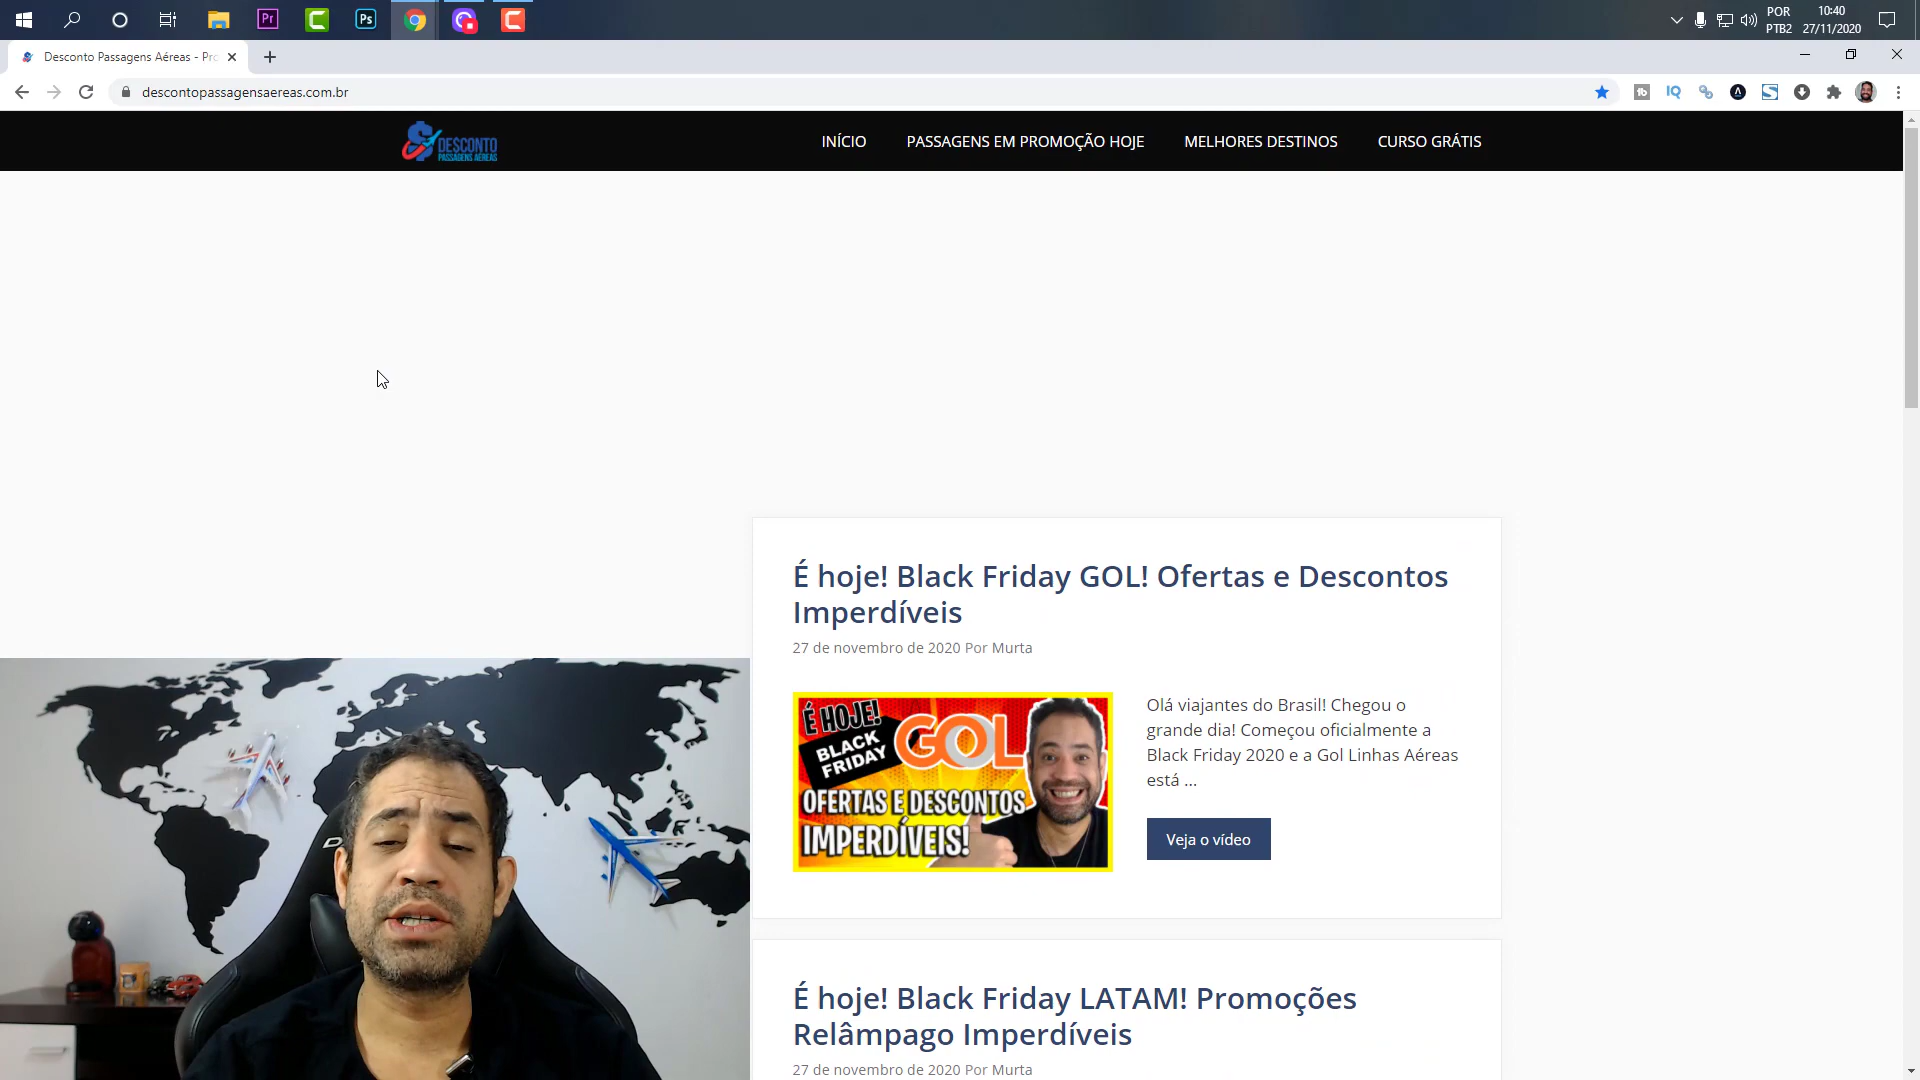 Pr
Ps
POR
PTB2
10:40
27/11/2020
Desconto Passagens Aéreas - Pro
descontopassagensaereas.com.br
IQ
DESCONTO
PASSAGENS AÉREAS
INÍCIO
PASSAGENS EM PROMOÇÃO HOJE
MELHORES DESTINOS
CURSO GRÁTIS
É hoje! Black Friday GOL! Ofertas e Descontos
Imperdíveis
27 de novembro de 2020 Por Murta
É HOJE!
BLACK
FRIDAY
GOL
OFERTAS E DESCONTOS
IMPERDÍVEIS!
Olá viajantes do Brasil! Chegou o
grande dia! Começou oficialmente a
Black Friday 2020 e a Gol Linhas Aéreas
está ...
Veja o vídeo
É hoje! Black Friday LATAM! Promoções
Relâmpago Imperdíveis
27 de novembro de 2020 Por Murta